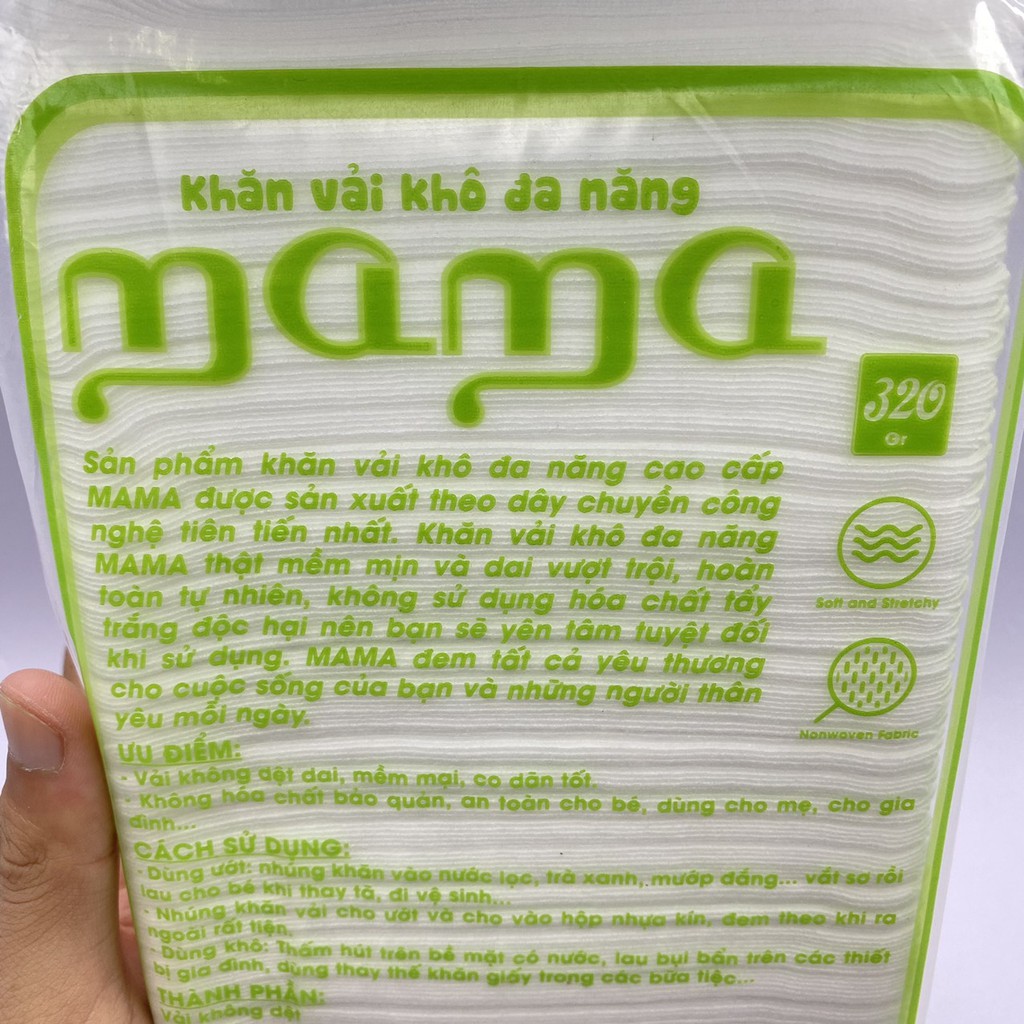 Khăn vải khô đa năng
mama
320
Gr
Sản phẩm khăn vải khô đa năng cao cấp
MAMA được sản xuất theo dây chuyền công
nghệ tiên tiến nhất. Khăn vải khô đa năng
MAMA thật mềm mịn và dai vượt trội, hoàn
toàn tự nhiên, không sử dụng hóa chất tẩy
trắng độc hại nên bạn sẽ yên tâm tuyệt đối
khi sử dụng. MAMA đem tất cả yêu thương
cho cuộc sống của bạn và những người thân
yêu mỗi ngày.
Soft and Stretchy
Nonwoven Fabric
ƯU ĐIỂM:
- Vải không dệt dai, mềm mại, co dãn tốt.
- Không hóa chất bảo quản, an toàn cho bé, dùng cho mẹ, cho gia
đình...
CÁCH SỬ DỤNG:
- Dùng ướt: nhúng khăn vào nước lọc, trà xanh, mướp đắng... vắt sơ rồi
lau cho bé khi thay tã, đi vệ sinh...
- Nhúng khăn vải cho ướt và cho vào hộp nhựa kín, đem theo khi ra
ngoài rất tiện.
- Dùng khô: Thấm hút trên bề mặt có nước, lau bụi bẩn trên các thiết
bị gia đình, dùng thay thế khăn giấy trong các bữa tiệc...
THÀNH PHẦN:
Vải không dệt